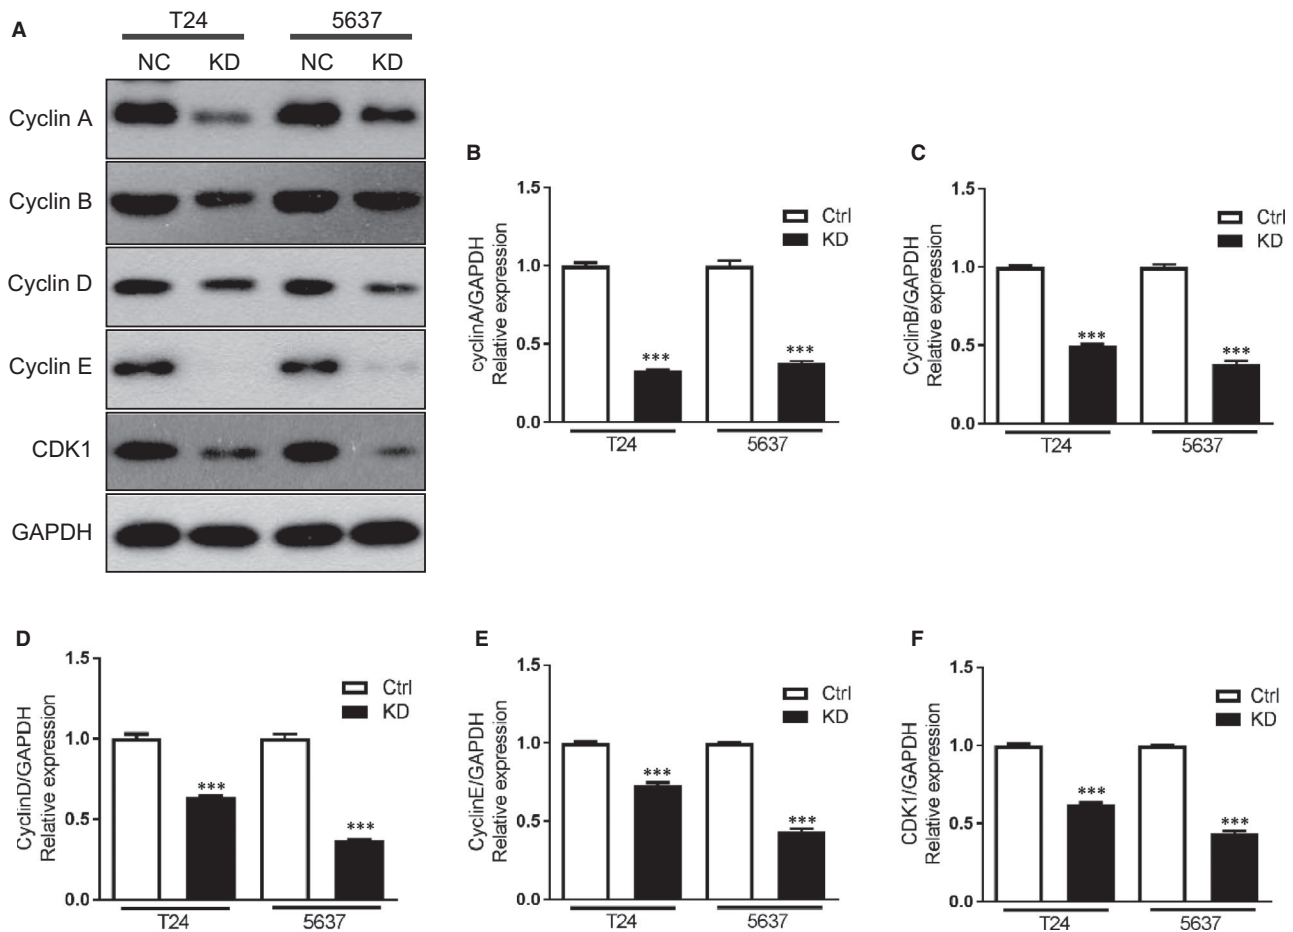 A
T24 5637
NC KD NC KD
Cyclin A
Cyclin B
Cyclin D
Cyclin E
CDK1
GAPDH
B
cyclinA/GAPDH
Relative expression
1.5
1.0
0.5
0.0
Ctrl
KD
***
***
T24 5637
C
CyclinB/GAPDH
Relative expression
1.5
1.0
0.5
0.0
Ctrl
KD
***
***
T24 5637
D
CyclinD/GAPDH
Relative expression
1.5
1.0
0.5
0.0
Ctrl
KD
***
***
T24 5637
E
CyclinE/GAPDH
Relative expression
1.5
1.0
0.5
0.0
Ctrl
KD
***
***
T24 5637
F
CDK1/GAPDH
Relative expression
1.5
1.0
0.5
0.0
Ctrl
KD
***
***
T24 5637